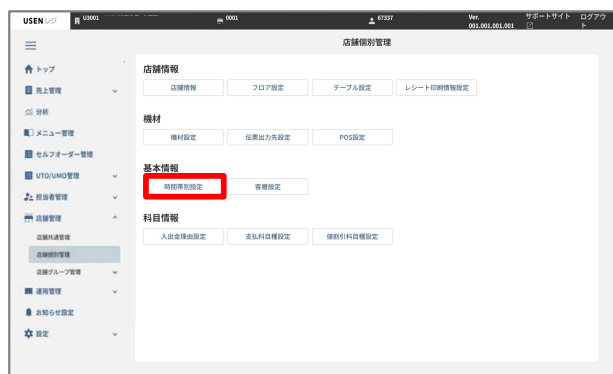 USEN レジ
U3001
0001
67337
Ver.
001.001.001.001
サポートサイト
ログアウ
ト
店舗個別管理
トップ
売上管理
分析
メニュー管理
セルフオーダー管理
UTO/UMO管理
担当者管理
店舗管理
店舗共通管理
店舗個別管理
店舗グループ管理
運用管理
お知らせ設定
設定
店舗情報
店舗情報
フロア設定
テーブル設定
レシート印刷情報設定
機材
機材設定
伝票出力先設定
POS設定
基本情報
時間帯別設定
客層設定
科目情報
入出金理由設定
支払科目種設定
値割引科目種設定